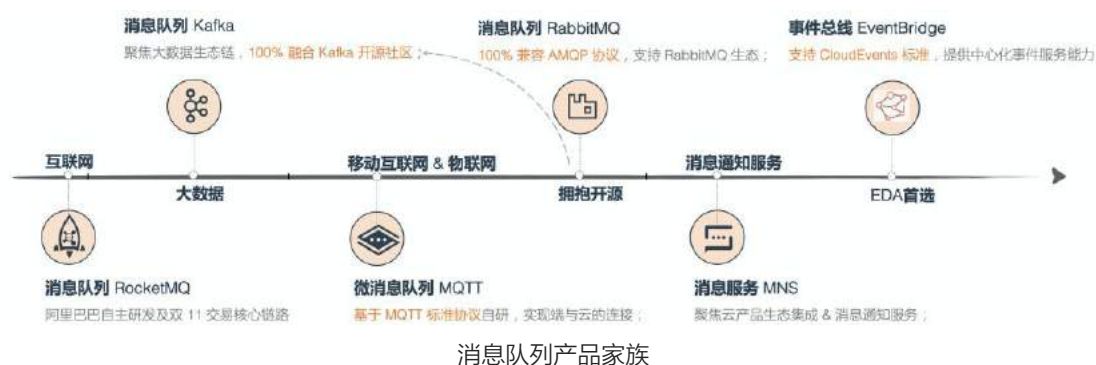 消息队列 Kafka
聚焦大数据生态链，100% 融合 Kafka 开源社区；
消息队列 RabbitMQ
100% 兼容 AMQP 协议，支持 RabbitMQ 生态；
事件总线 EventBridge
支持 CloudEvents 标准，提供中心化事件服务能力
互联网
大数据
移动互联网 & 物联网
拥抱开源
消息通知服务
EDA首选
消息队列 RocketMQ
阿里巴巴自主研发及双 11 交易核心链路
微消息队列 MQTT
基于 MQTT 标准协议自研，实现端与云的连接；
消息服务 MNS
聚焦云产品生态集成 & 消息通知服务；
消息队列产品家族